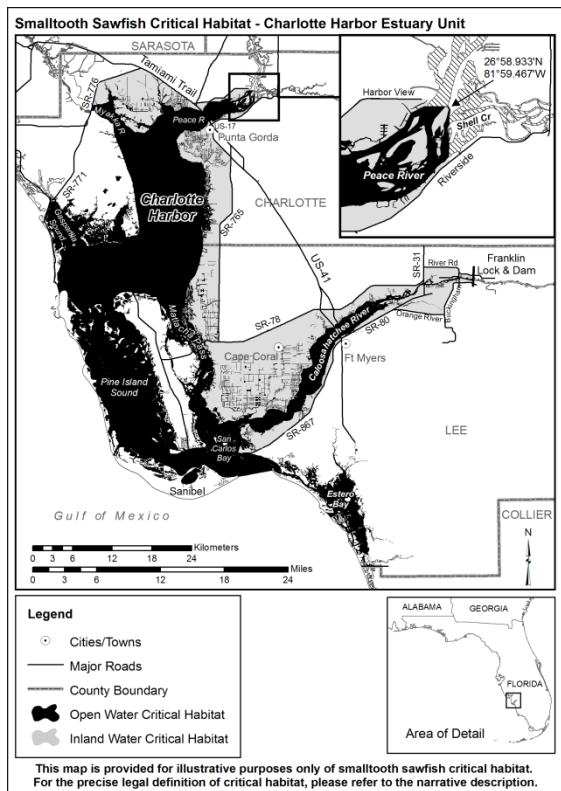 Smalltooth Sawfish Critical Habitat - Charlotte Harbor Estuary Unit
SARASOTA
Tamiami Trail
SR-776
Myakka R
Peace R
US-17
Punta Gorda
26°58.933'N
81°59.467'W
Harbor View
Shell Cr
Peace River
Riverside
SR-771
Gasparilla
Sound
Charlotte
Harbor
CHARLOTTE
SR-765
US-41
SR-31
River Rd
Franklin
Lock & Dam
Buckingham
Orange River
SR-78
SR-80
Matlacha Pass
Cape Coral
Caloosahatchee River
Ft Myers
Pine Island
Sound
LEE
SR-867
San
Carlos
Bay
Sanibel
Estero
Bay
Gulf of Mexico
COLLIER
N
Kilometers
0 3 6 12 18 24
Miles
0 3 6 12 18 24
Legend
Cities/Towns
Major Roads
County Boundary
Open Water Critical Habitat
Inland Water Critical Habitat
ALABAMA
GEORGIA
FLORIDA
Area of Detail
This map is provided for illustrative purposes only of smalltooth sawfish critical habitat.
For the precise legal definition of critical habitat, please refer to the narrative description.